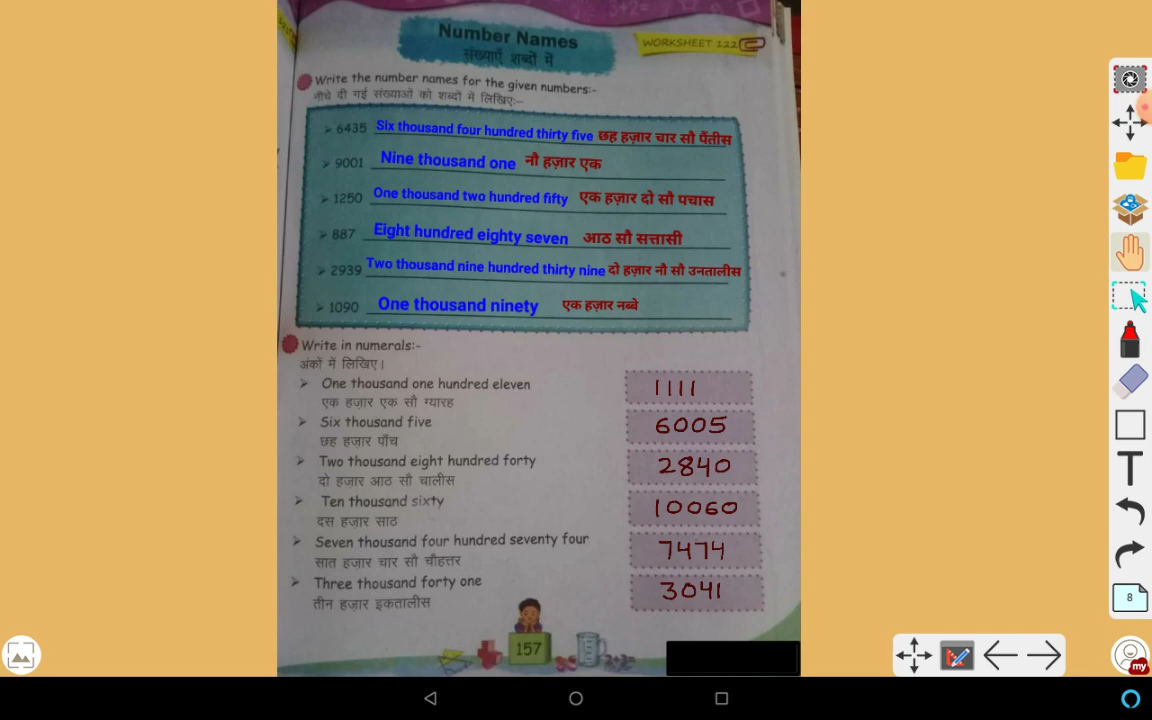 Number Names
संख्याएँ शब्दों में
WORKSHEET 122
Write the number names for the given numbers:-
नीचे दी गई संख्याओं को शब्दों में लिखिए:-
➢ 6435 Six thousand four hundred thirty five छह हज़ार चार सौ पैंतीस
➢ 9001 Nine thousand one नौ हज़ार एक
➢ 1250 One thousand two hundred fifty एक हज़ार दो सौ पचास
➢ 887 Eight hundred eighty seven आठ सौ सत्तासी
➢ 2939 Two thousand nine hundred thirty nine दो हज़ार नौ सौ उनतालीस
➢ 1090 One thousand ninety एक हज़ार नब्बे
Write in numerals:-
अंकों में लिखिए।
➢ One thousand one hundred eleven 1111
एक हज़ार एक सौ ग्यारह
➢ Six thousand five 6005
छह हज़ार पाँच
➢ Two thousand eight hundred forty 2840
दो हज़ार आठ सौ चालीस
➢ Ten thousand sixty 10060
दस हज़ार साठ
➢ Seven thousand four hundred seventy four 7474
सात हज़ार चार सौ चौहत्तर
➢ Three thousand forty one 3041
तीन हज़ार इकतालीस
157
8
my